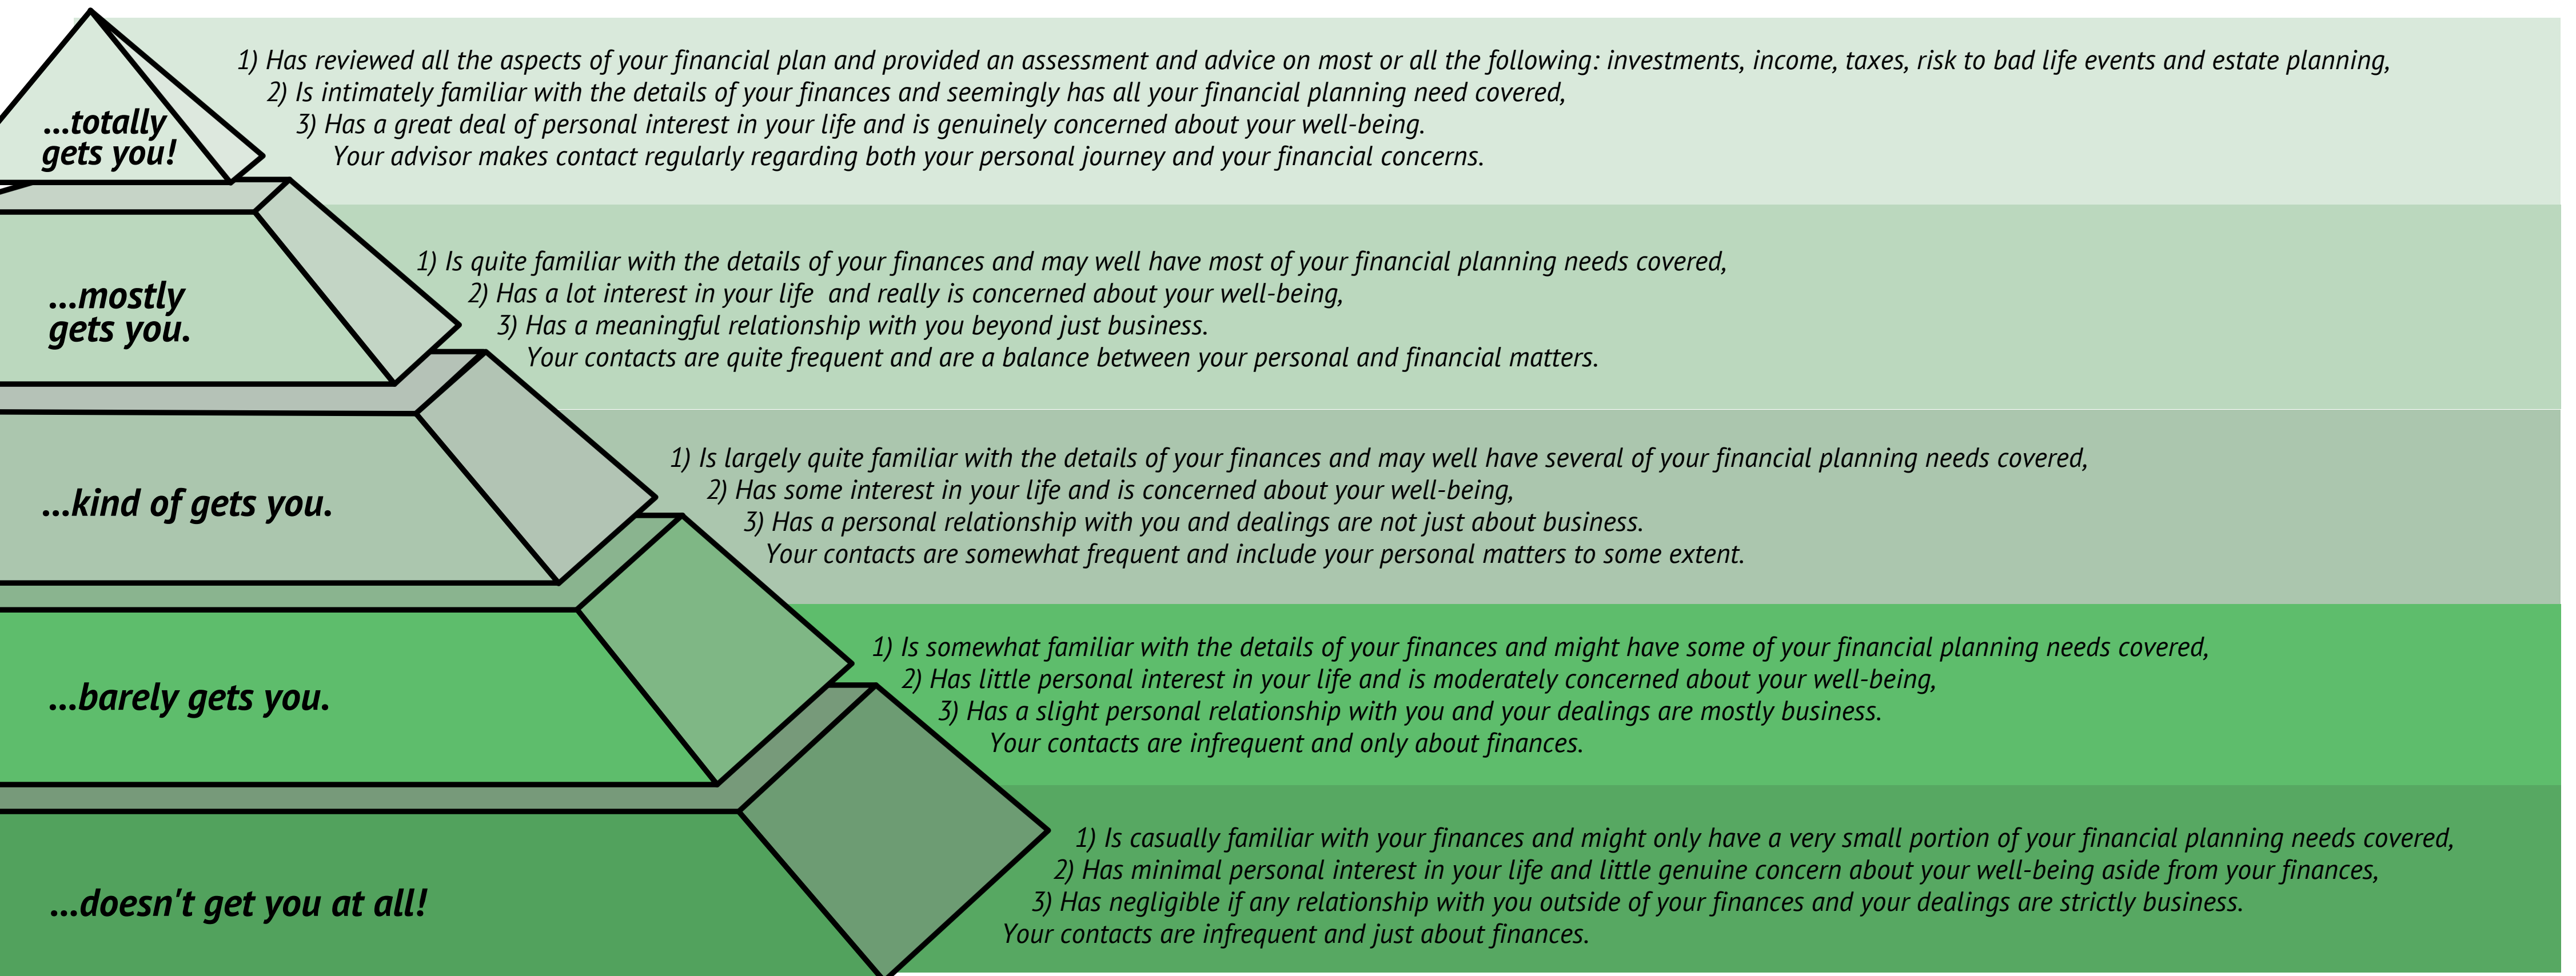 ...totally
gets you!
1) Has reviewed all the aspects of your financial plan and provided an assessment and advice on most or all the following: investments, income, taxes, risk to bad life events and estate planning,
2) Is intimately familiar with the details of your finances and seemingly has all your financial planning need covered,
3) Has a great deal of personal interest in your life and is genuinely concerned about your well-being.
Your advisor makes contact regularly regarding both your personal journey and your financial concerns.
...mostly
gets you.
1) Is quite familiar with the details of your finances and may well have most of your financial planning needs covered,
2) Has a lot interest in your life and really is concerned about your well-being,
3) Has a meaningful relationship with you beyond just business.
Your contacts are quite frequent and are a balance between your personal and financial matters.
...kind of gets you.
1) Is largely quite familiar with the details of your finances and may well have several of your financial planning needs covered,
2) Has some interest in your life and is concerned about your well-being,
3) Has a personal relationship with you and dealings are not just about business.
Your contacts are somewhat frequent and include your personal matters to some extent.
...barely gets you.
1) Is somewhat familiar with the details of your finances and might have some of your financial planning needs covered,
2) Has little personal interest in your life and is moderately concerned about your well-being,
3) Has a slight personal relationship with you and your dealings are mostly business.
Your contacts are infrequent and only about finances.
...doesn't get you at all!
1) Is casually familiar with your finances and might only have a very small portion of your financial planning needs covered,
2) Has minimal personal interest in your life and little genuine concern about your well-being aside from your finances,
3) Has negligible if any relationship with you outside of your finances and your dealings are strictly business.
Your contacts are infrequent and just about finances.